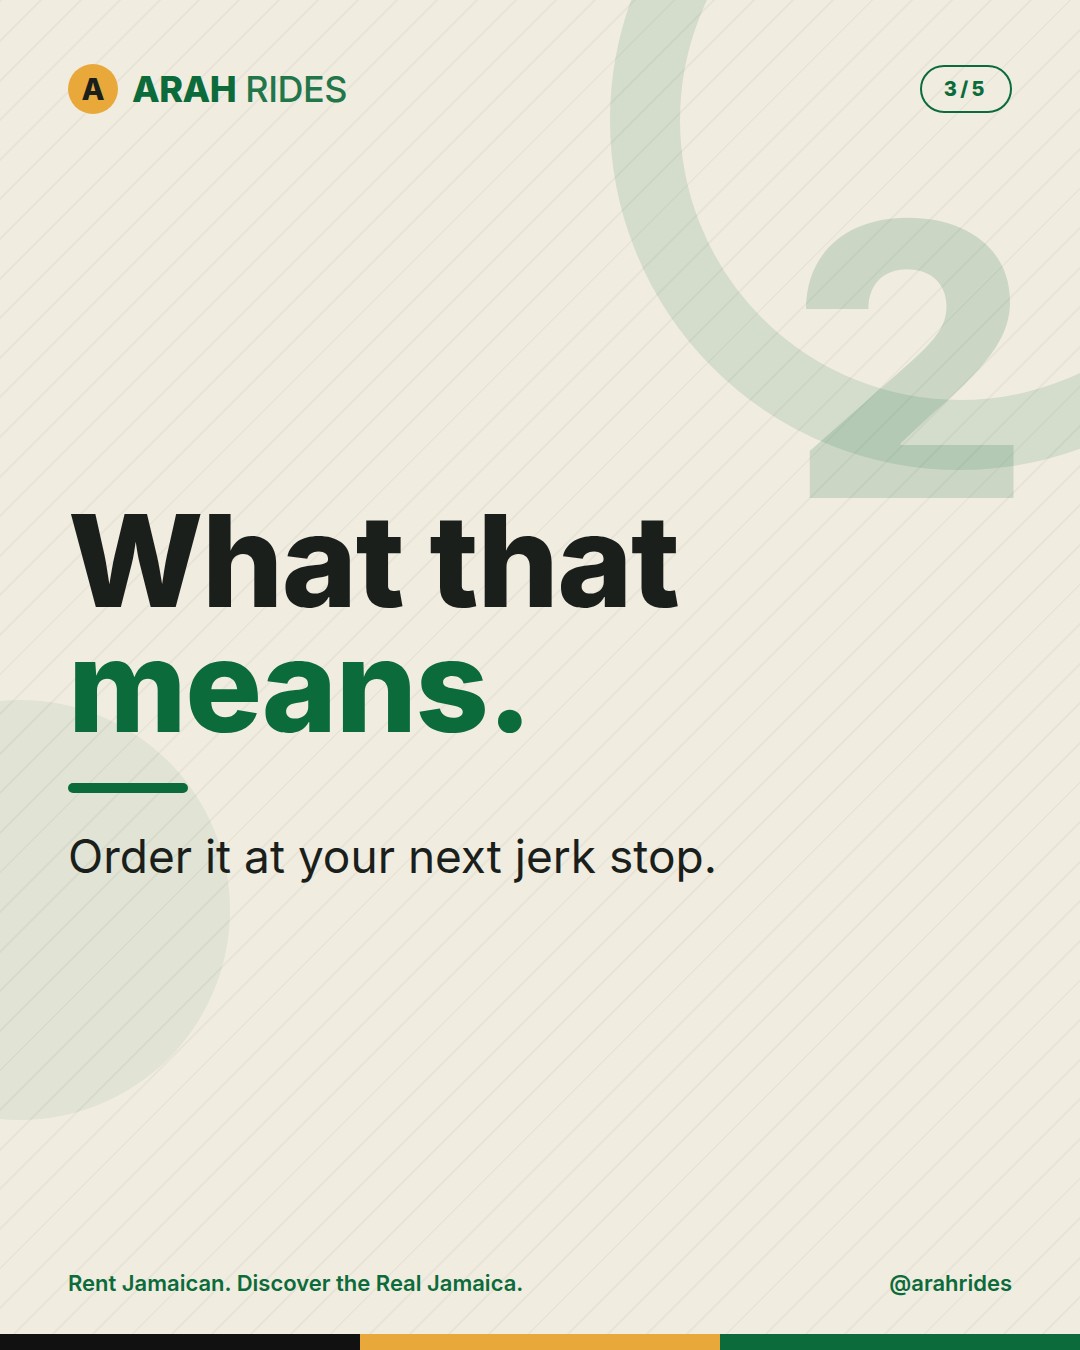 A ARAH RIDES
3/5
2
What that
means.
Order it at your next jerk stop.
Rent Jamaican. Discover the Real Jamaica.
@arahrides